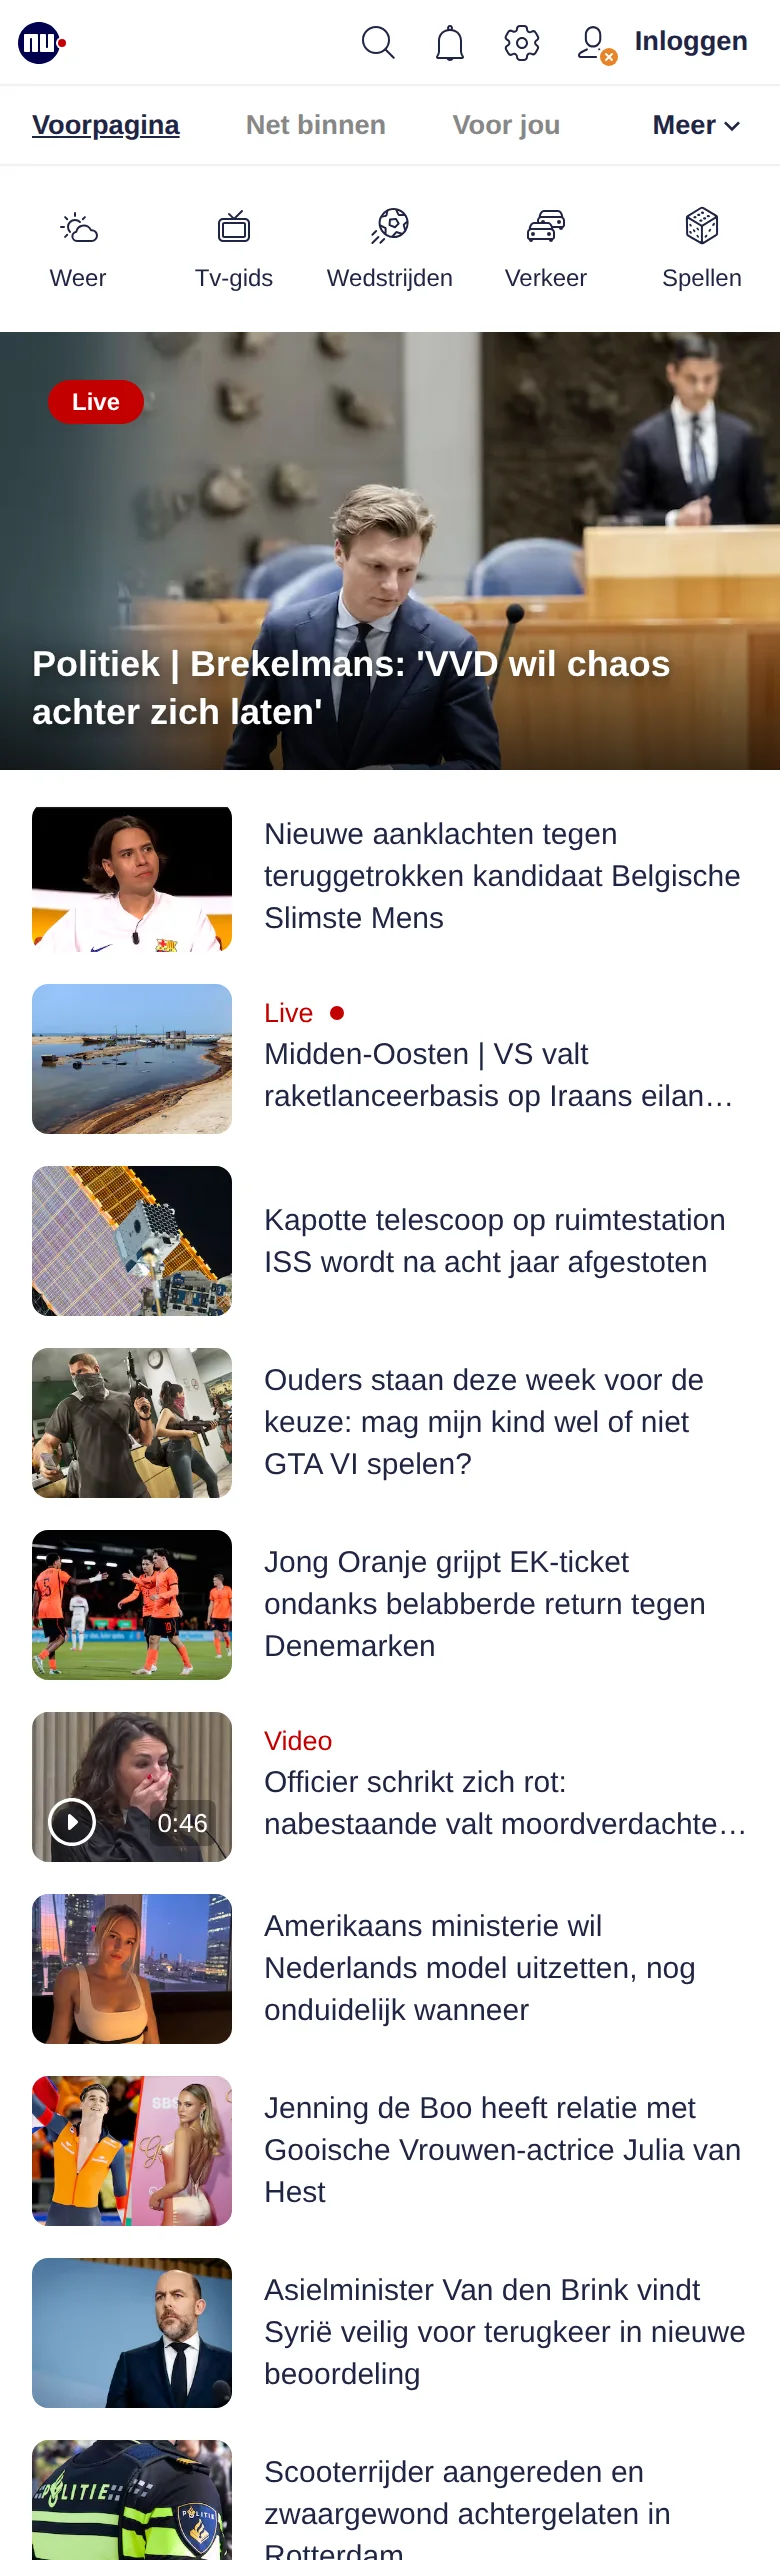 nu
Inloggen
Voorpagina
Net binnen
Voor jou
Meer
Weer
Tv-gids
Wedstrijden
Verkeer
Spellen
Live
Politiek | Brekelmans: 'VVD wil chaos
achter zich laten'
Nieuwe aanklachten tegen
teruggetrokken kandidaat Belgische
Slimste Mens
Live
Midden-Oosten | VS valt
raketlanceerbasis op Iraans eilan…
Kapotte telescoop op ruimtestation
ISS wordt na acht jaar afgestoten
Ouders staan deze week voor de
keuze: mag mijn kind wel of niet
GTA VI spelen?
Jong Oranje grijpt EK-ticket
ondanks belabberde return tegen
Denemarken
0:46
Video
Officier schrikt zich rot:
nabestaande valt moordverdachte…
Amerikaans ministerie wil
Nederlands model uitzetten, nog
onduidelijk wanneer
SBS
Jenning de Boo heeft relatie met
Gooische Vrouwen-actrice Julia van
Hest
Asielminister Van den Brink vindt
Syrië veilig voor terugkeer in nieuwe
beoordeling
POLITIE
POLITIE
Scooterrijder aangereden en
zwaargewond achtergelaten in
Rotterdam